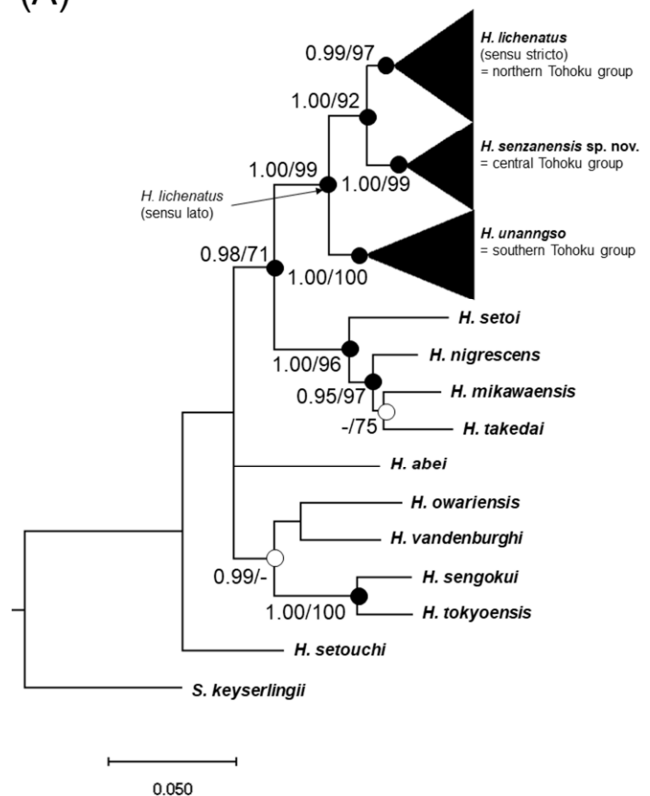 (A)
0.99/97
H. lichenatus
(sensu stricto)
= northern Tohoku group
1.00/92
H. senzanensis sp. nov.
= central Tohoku group
1.00/99
1.00/99
H. lichenatus
(sensu lato)
H. unanngso
= southern Tohoku group
0.98/71
1.00/100
H. setoi
1.00/96
H. nigrescens
0.95/97
H. mikawaensis
-/75
H. takedai
H. abei
H. owariensis
H. vandenburghi
0.99/-
H. sengokui
1.00/100
H. tokyoensis
H. setouchi
S. keyserlingii
0.050